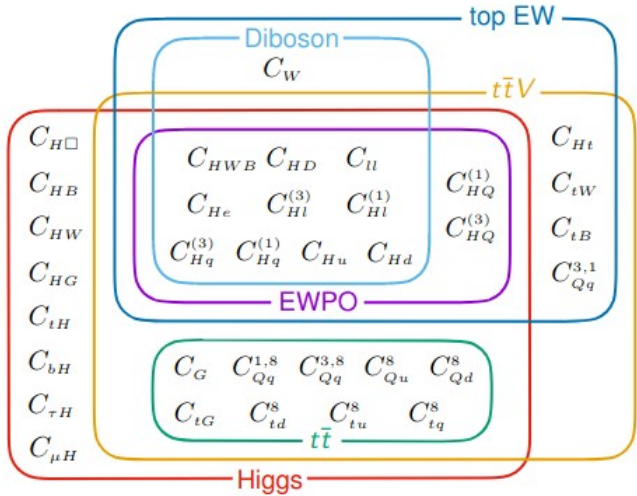 top EW
Diboson
C_W
tt̄V
C_{H□}
C_{HWB} C_{HD} C_{ll}
C_{Ht}
C_{HB}
C_{HQ}^{(1)}
C_{tW}
C_{He} C_{Hl}^{(3)} C_{Hl}^{(1)}
C_{HW}
C_{HQ}^{(3)}
C_{tB}
C_{Hq}^{(3)} C_{Hq}^{(1)} C_{Hu} C_{Hd}
C_{HG}
C_{Qq}^{3,1}
EWPO
C_{tH}
C_{bH}
C_G C_{Qq}^{1,8} C_{Qq}^{3,8} C_{Qu}^8 C_{Qd}^8
C_{τH}
C_{tG} C_{td}^8 C_{tu}^8 C_{tq}^8
tt̄
C_{μH}
Higgs